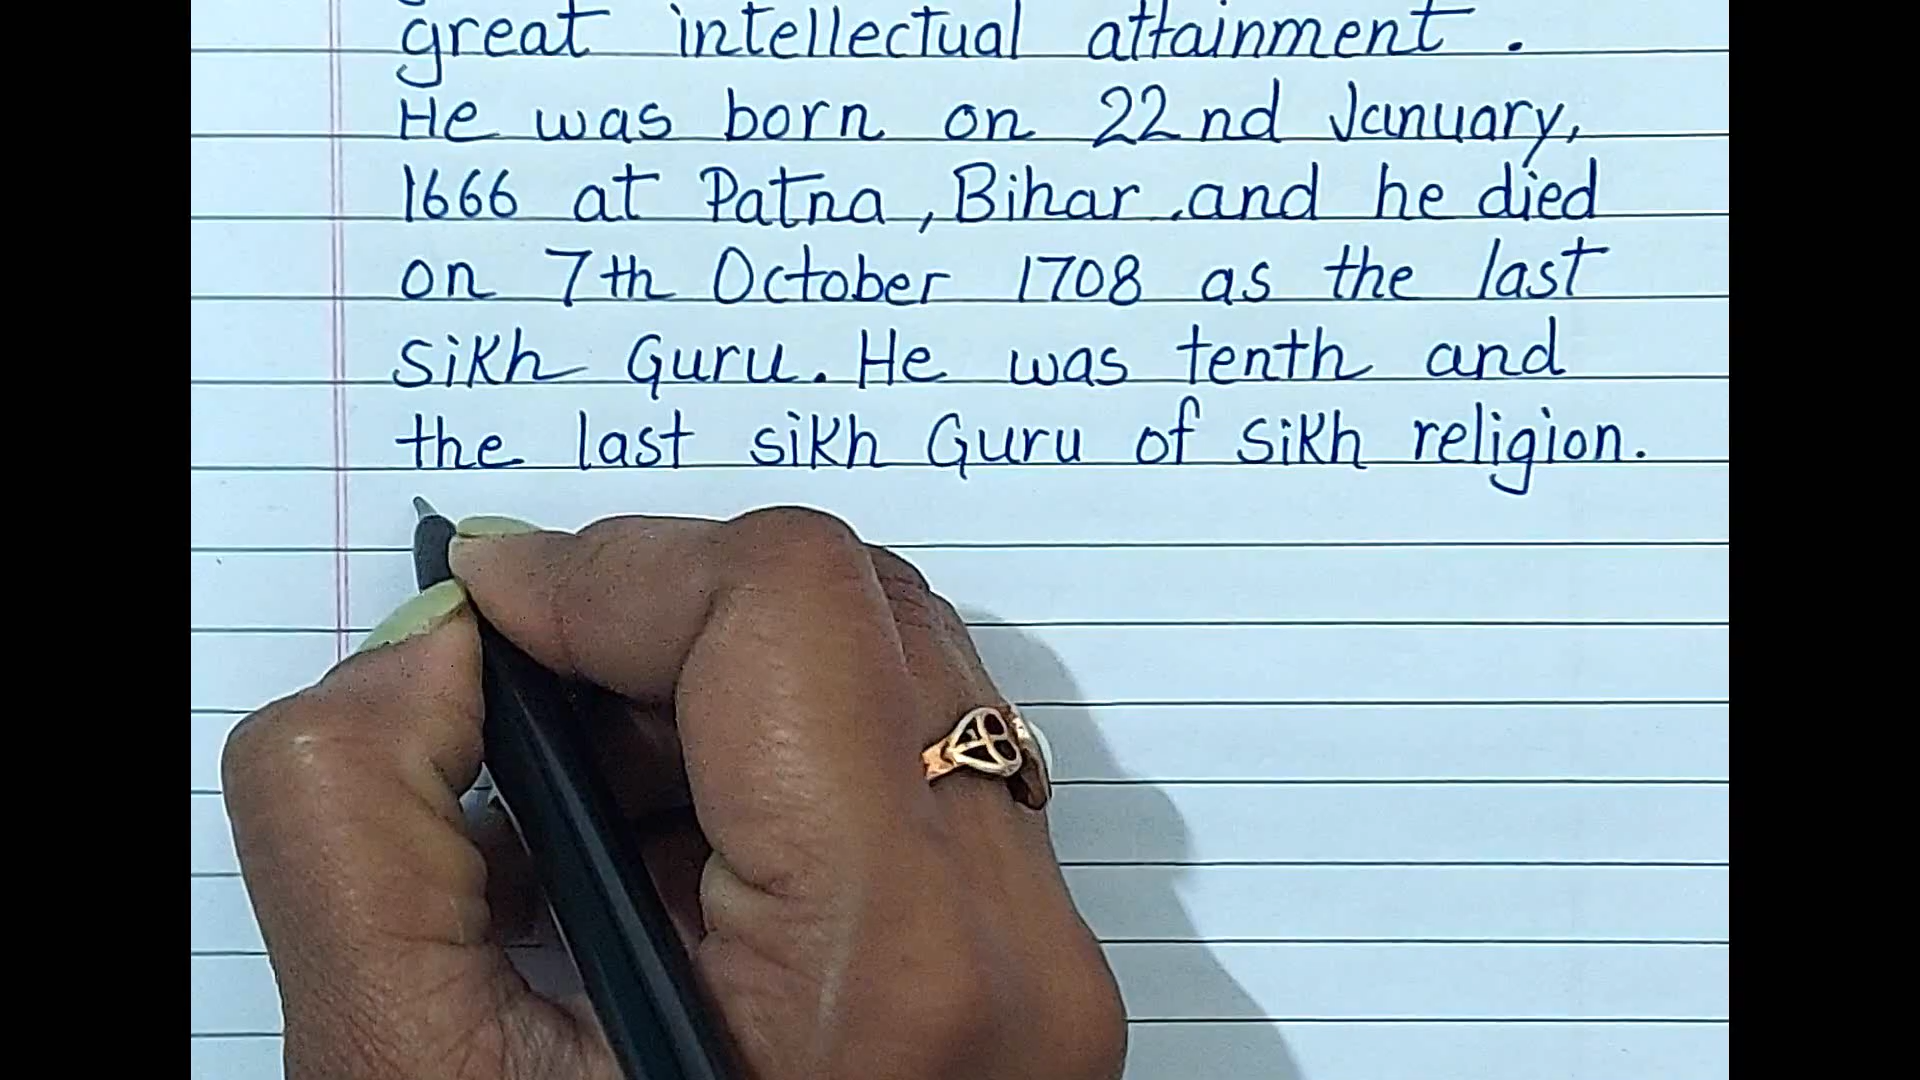 great intellectual attainment.
He was born on 22nd January,
1666 at Patna, Bihar.and he died
on 7th October 1708 as the last
sikh Guru. He was tenth and
the last sikh Guru of sikh religion.